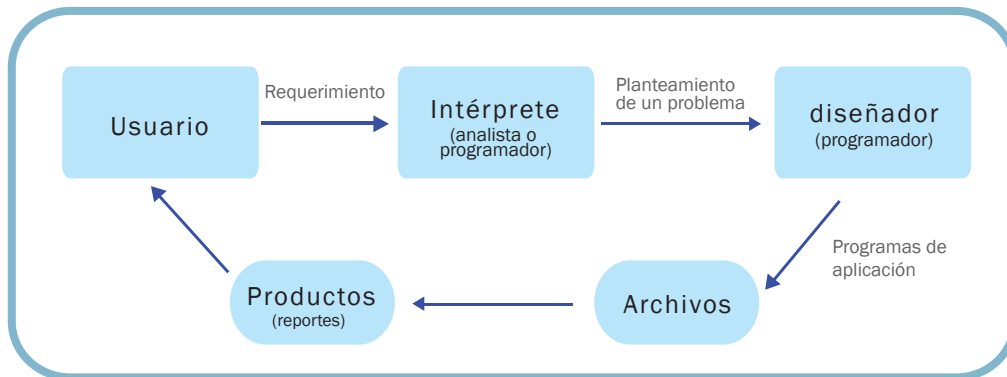 Usuario
Requerimiento
Intérprete
(analista o
programador)
Planteamiento
de un problema
diseñador
(programador)
Programas de
aplicación
Archivos
Productos
(reportes)